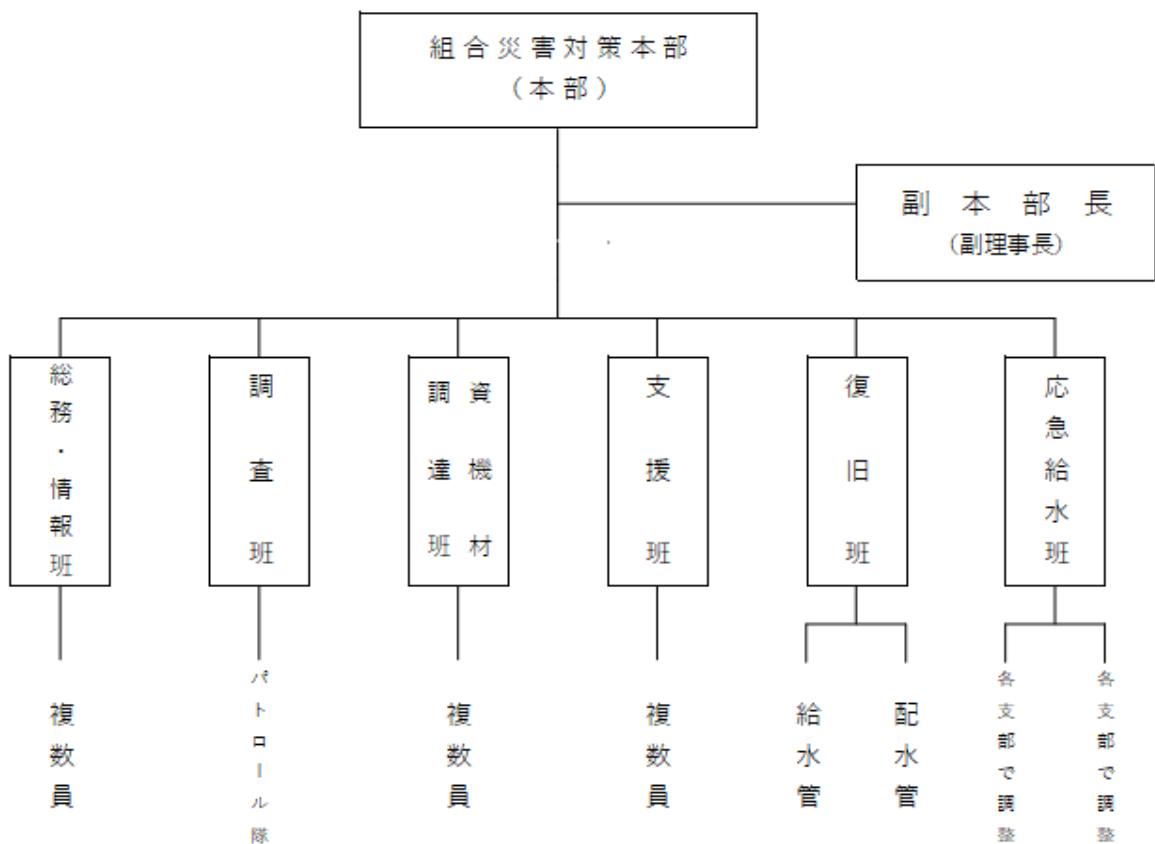 組合災害対策本部
（本部）
副本部長
(副理事長)
総務・情報班
調査班
資機材
調達班
支援班
復旧班
応急給水班
複数員
パトロール隊
複数員
複数員
給水管
配水管
各支部で調整
各支部で調整